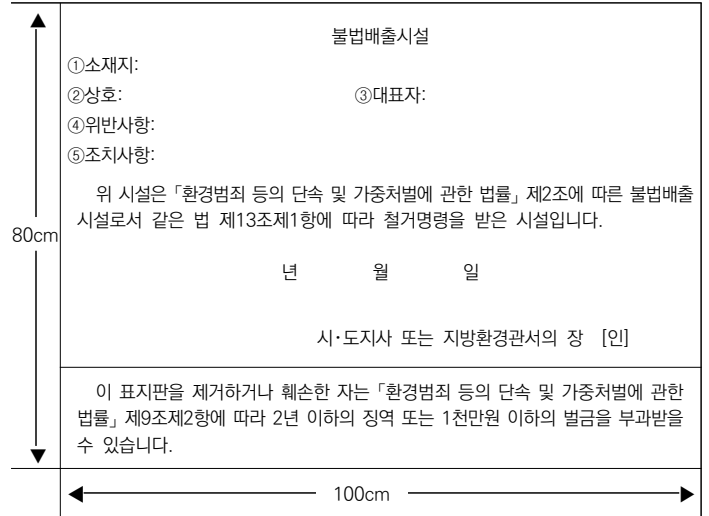 불법배출시설
①소재지:
②상호: ③대표자:
④위반사항:
⑤조치사항:
위 시설은 「환경범죄 등의 단속 및 가중처벌에 관한 법률」 제2조에 따른 불법배출
시설로서 같은 법 제13조제1항에 따라 철거명령을 받은 시설입니다.
80cm
년 월 일
시·도지사 또는 지방환경관서의 장 [인]
이 표지판을 제거하거나 훼손한 자는 「환경범죄 등의 단속 및 가중처벌에 관한
법률」 제9조제2항에 따라 2년 이하의 징역 또는 1천만원 이하의 벌금을 부과받을
수 있습니다.
100cm